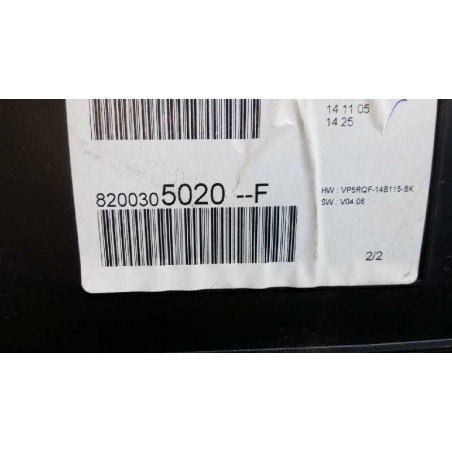 14 11 05
14 25
8200305020 --F
HW : VP5RQF-14B115-BK
SW : V04.06
2/2